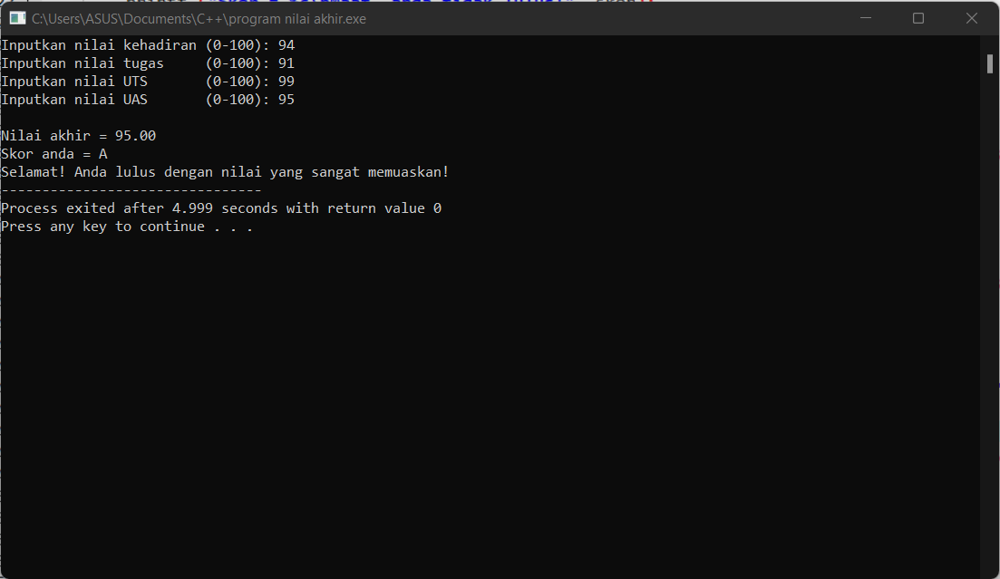 C:\Users\ASUS\Documents\C++\program nilai akhir.exe
Inputkan nilai kehadiran (0-100): 94
Inputkan nilai tugas     (0-100): 91
Inputkan nilai UTS       (0-100): 99
Inputkan nilai UAS       (0-100): 95
Nilai akhir = 95.00
Skor anda = A
Selamat! Anda lulus dengan nilai yang sangat memuaskan!
--------------------------------
Process exited after 4.999 seconds with return value 0
Press any key to continue . . .